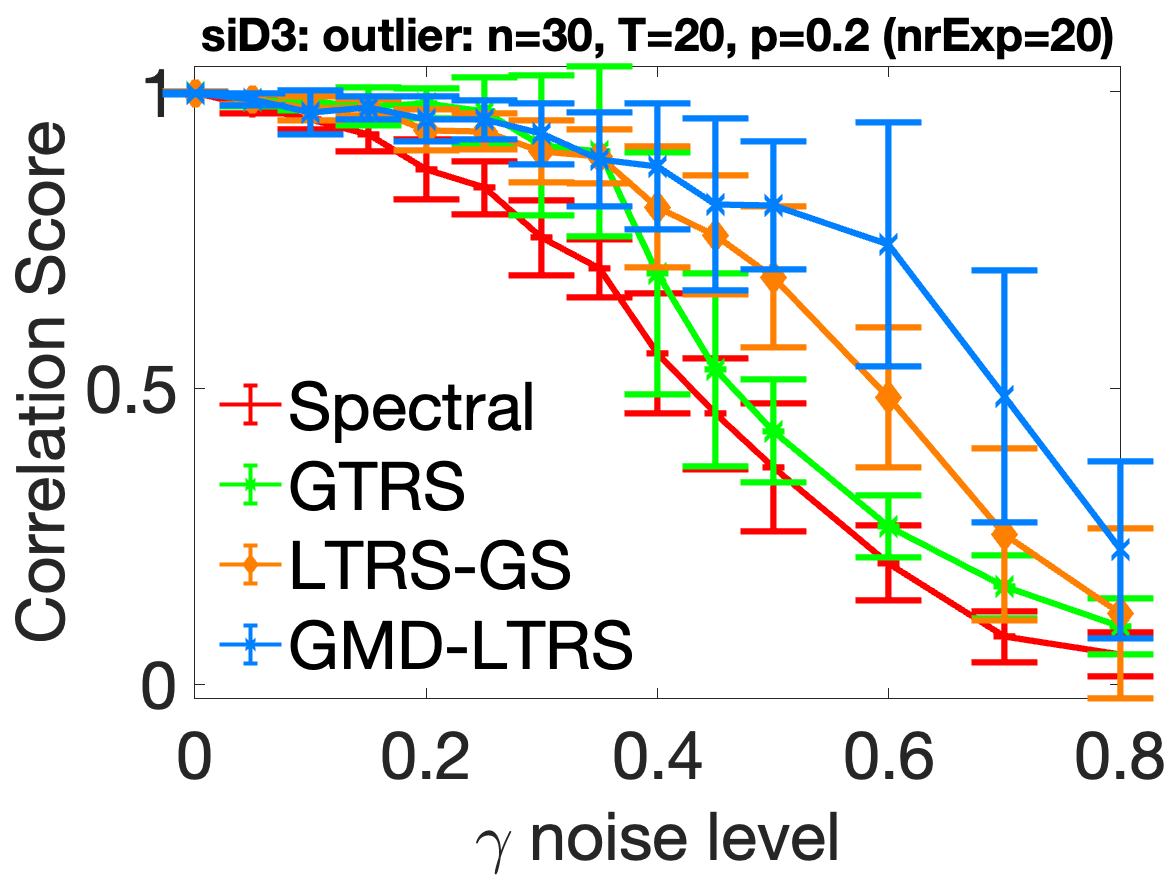 siD3: outlier: n=30, T=20, p=0.2 (nrExp=20)
Correlation Score
1
0.5
0
Spectral
GTRS
LTRS-GS
GMD-LTRS
0 0.2 0.4 0.6 0.8
γ noise level